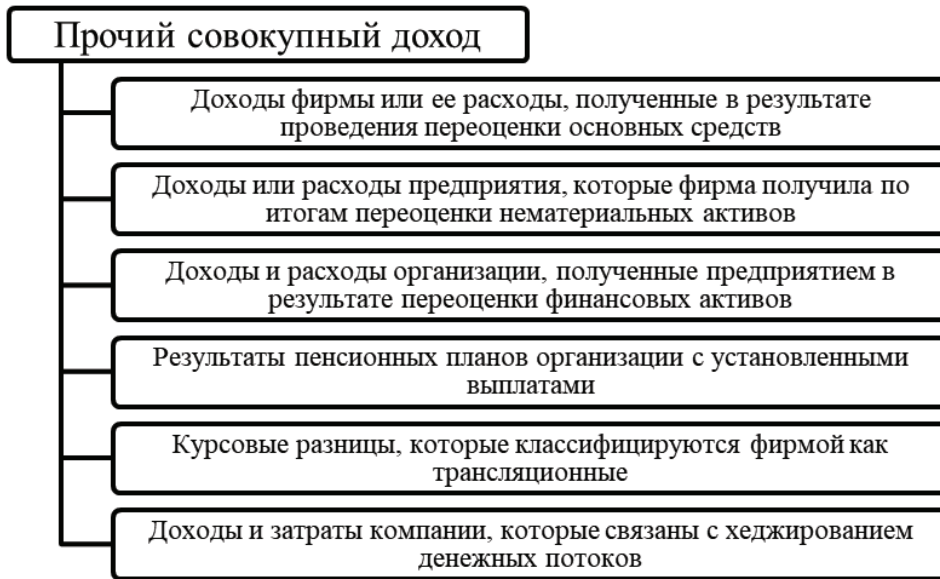 Прочий совокупный доход
Доходы фирмы или ее расходы, полученные в результате
проведения переоценки основных средств
Доходы или расходы предприятия, которые фирма получила по
итогам переоценки нематериальных активов
Доходы и расходы организации, полученные предприятием в
результате переоценки финансовых активов
Результаты пенсионных планов организации с установленными
выплатами
Курсовые разницы, которые классифицируются фирмой как
трансляционные
Доходы и затраты компании, которые связаны с хеджированием
денежных потоков